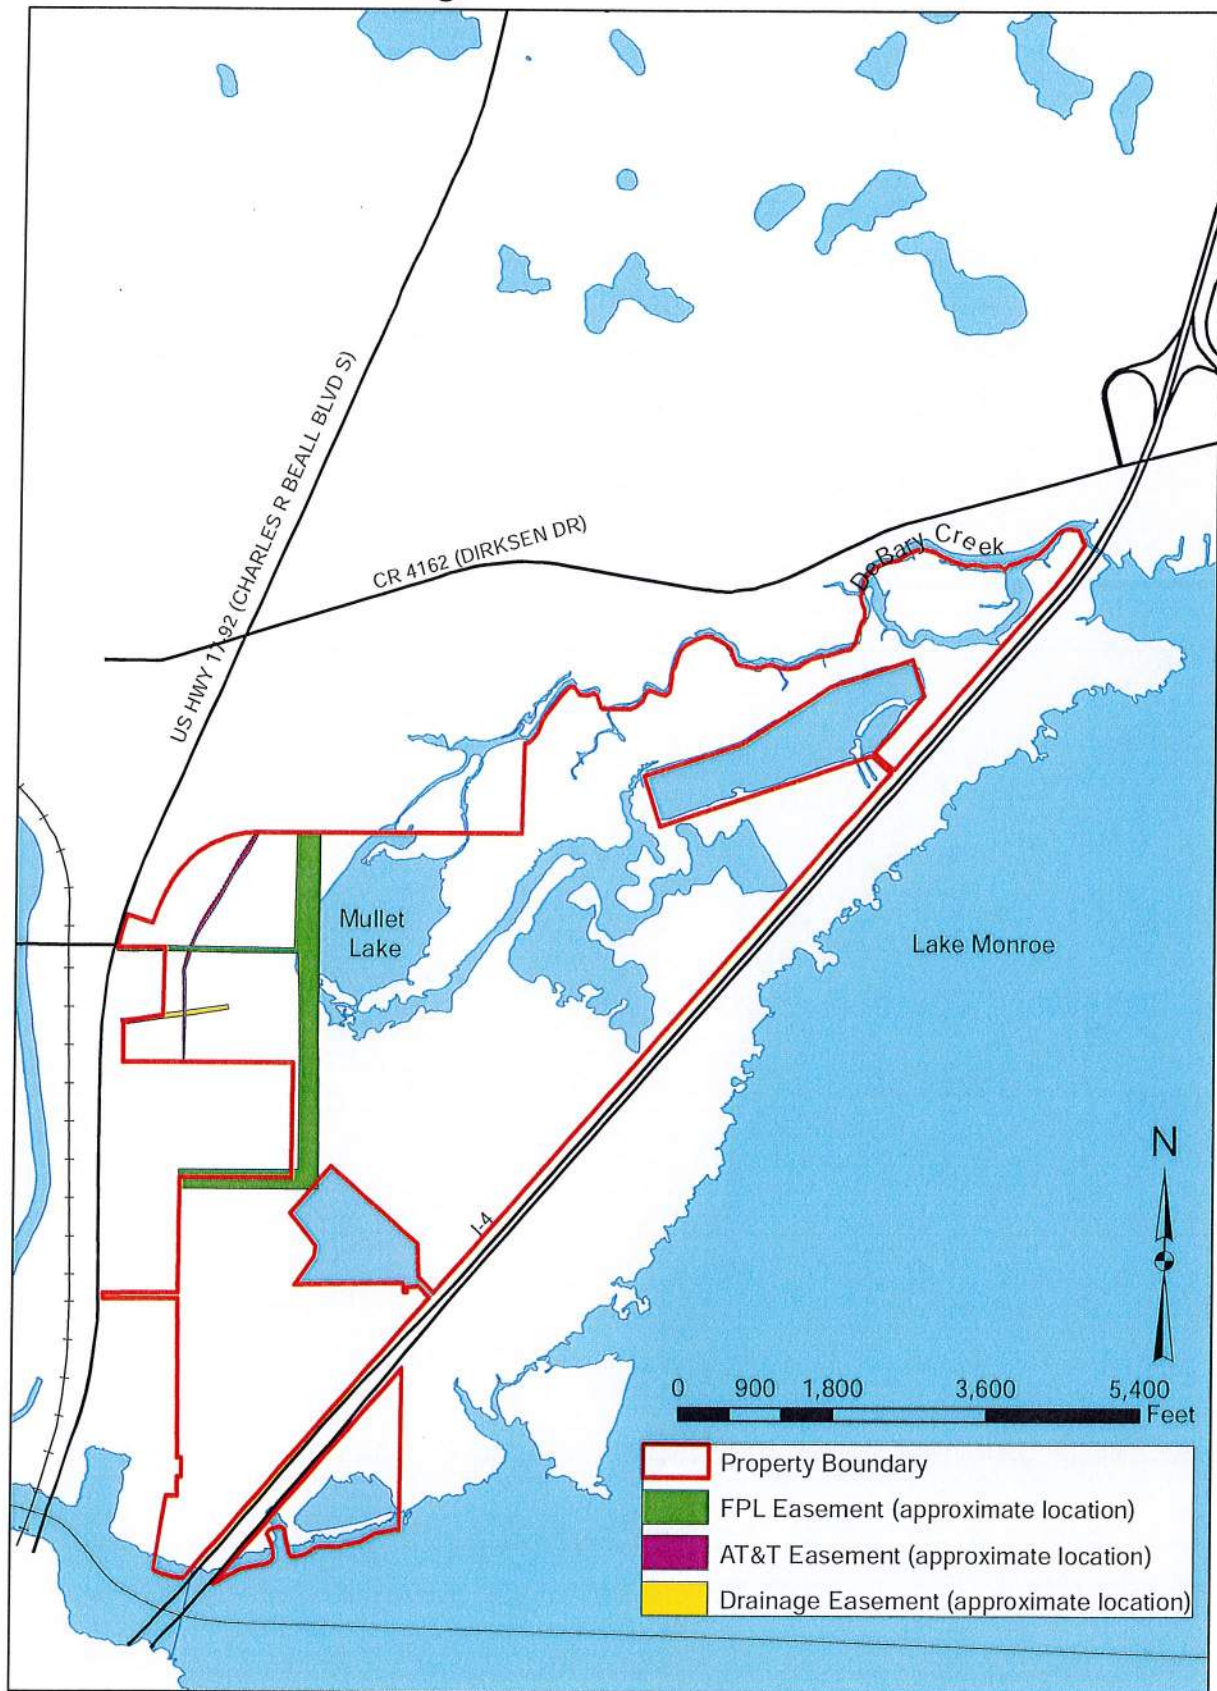 US HWY 17-92 (CHARLES R BEALL BLVD S)
CR 4162 (DIRKSEN DR)
DeBary Creek
Mullet
Lake
Lake Monroe
I-4
N
0 900 1,800 3,600 5,400
Feet
Property Boundary
FPL Easement (approximate location)
AT&T Easement (approximate location)
Drainage Easement (approximate location)